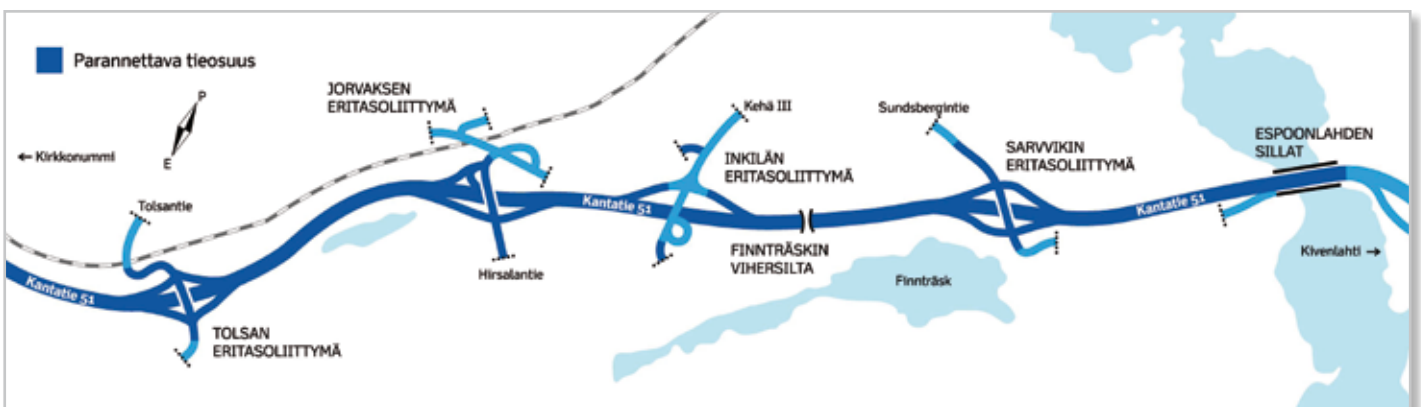 Parannettava tieosuus
P
E
← Kirkkonummi
Tolsantie
Kantatie 51
TOLSAN
ERITASOLIITTYMÄ
JORVAKSEN
ERITASOLIITTYMÄ
Hirsalantie
Kantatie 51
Kehä III
INKILÄN
ERITASOLIITTYMÄ
FINNTRÄSKIN
VIHERSILTA
Sundsbergintie
SARVVIKIN
ERITASOLIITTYMÄ
Finnträsk
Kantatie 51
ESPOONLAHDEN
SILLAT
Kivenlahti →